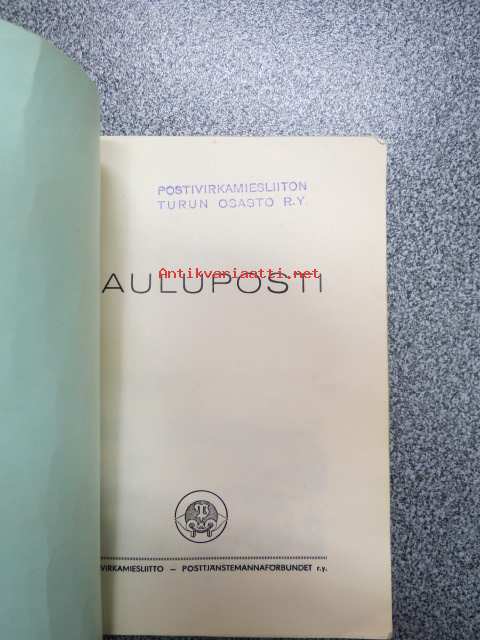 POSTIVIRKAMIESLIITON
TURUN OSASTO R.Y.
Antikvariaatti.net
AULUPOSTI
VIRKAMIESLIITTO — POSTTJÄNSTEMANNAFÖRBUNDET r.y.